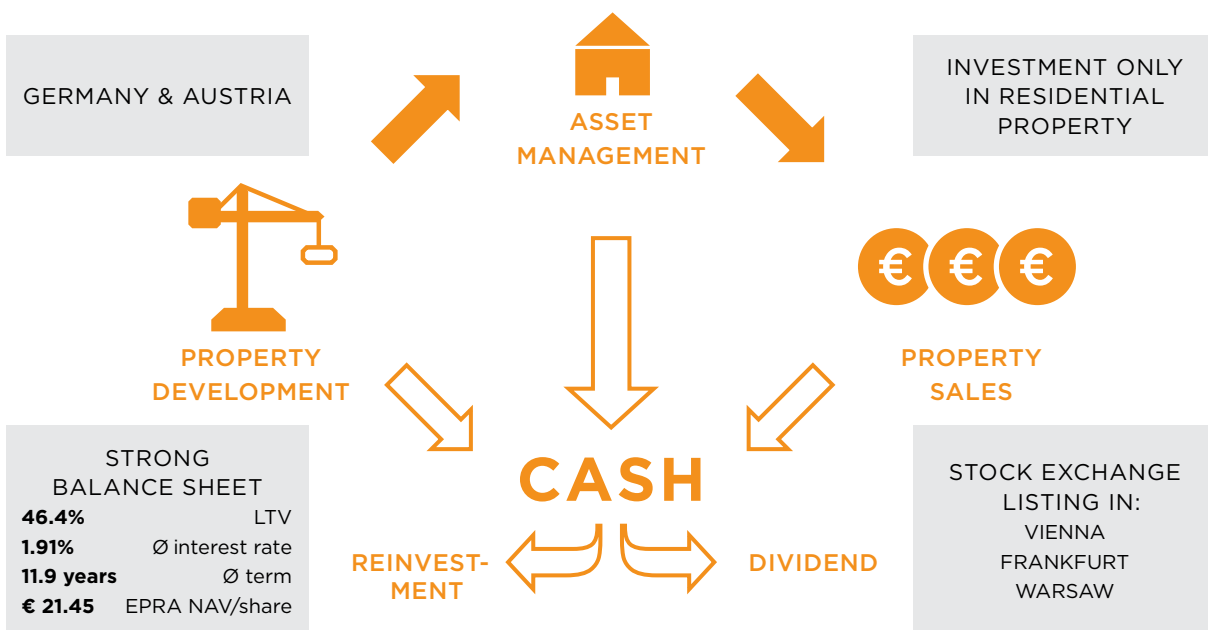 GERMANY & AUSTRIA
ASSET
MANAGEMENT
INVESTMENT ONLY
IN RESIDENTIAL
PROPERTY
€ € €
PROPERTY
DEVELOPMENT
PROPERTY
SALES
STRONG
BALANCE SHEET
46.4% LTV
1.91% Ø interest rate
11.9 years Ø term
€ 21.45 EPRA NAV/share
CASH
REINVEST-
MENT
DIVIDEND
STOCK EXCHANGE
LISTING IN:
VIENNA
FRANKFURT
WARSAW